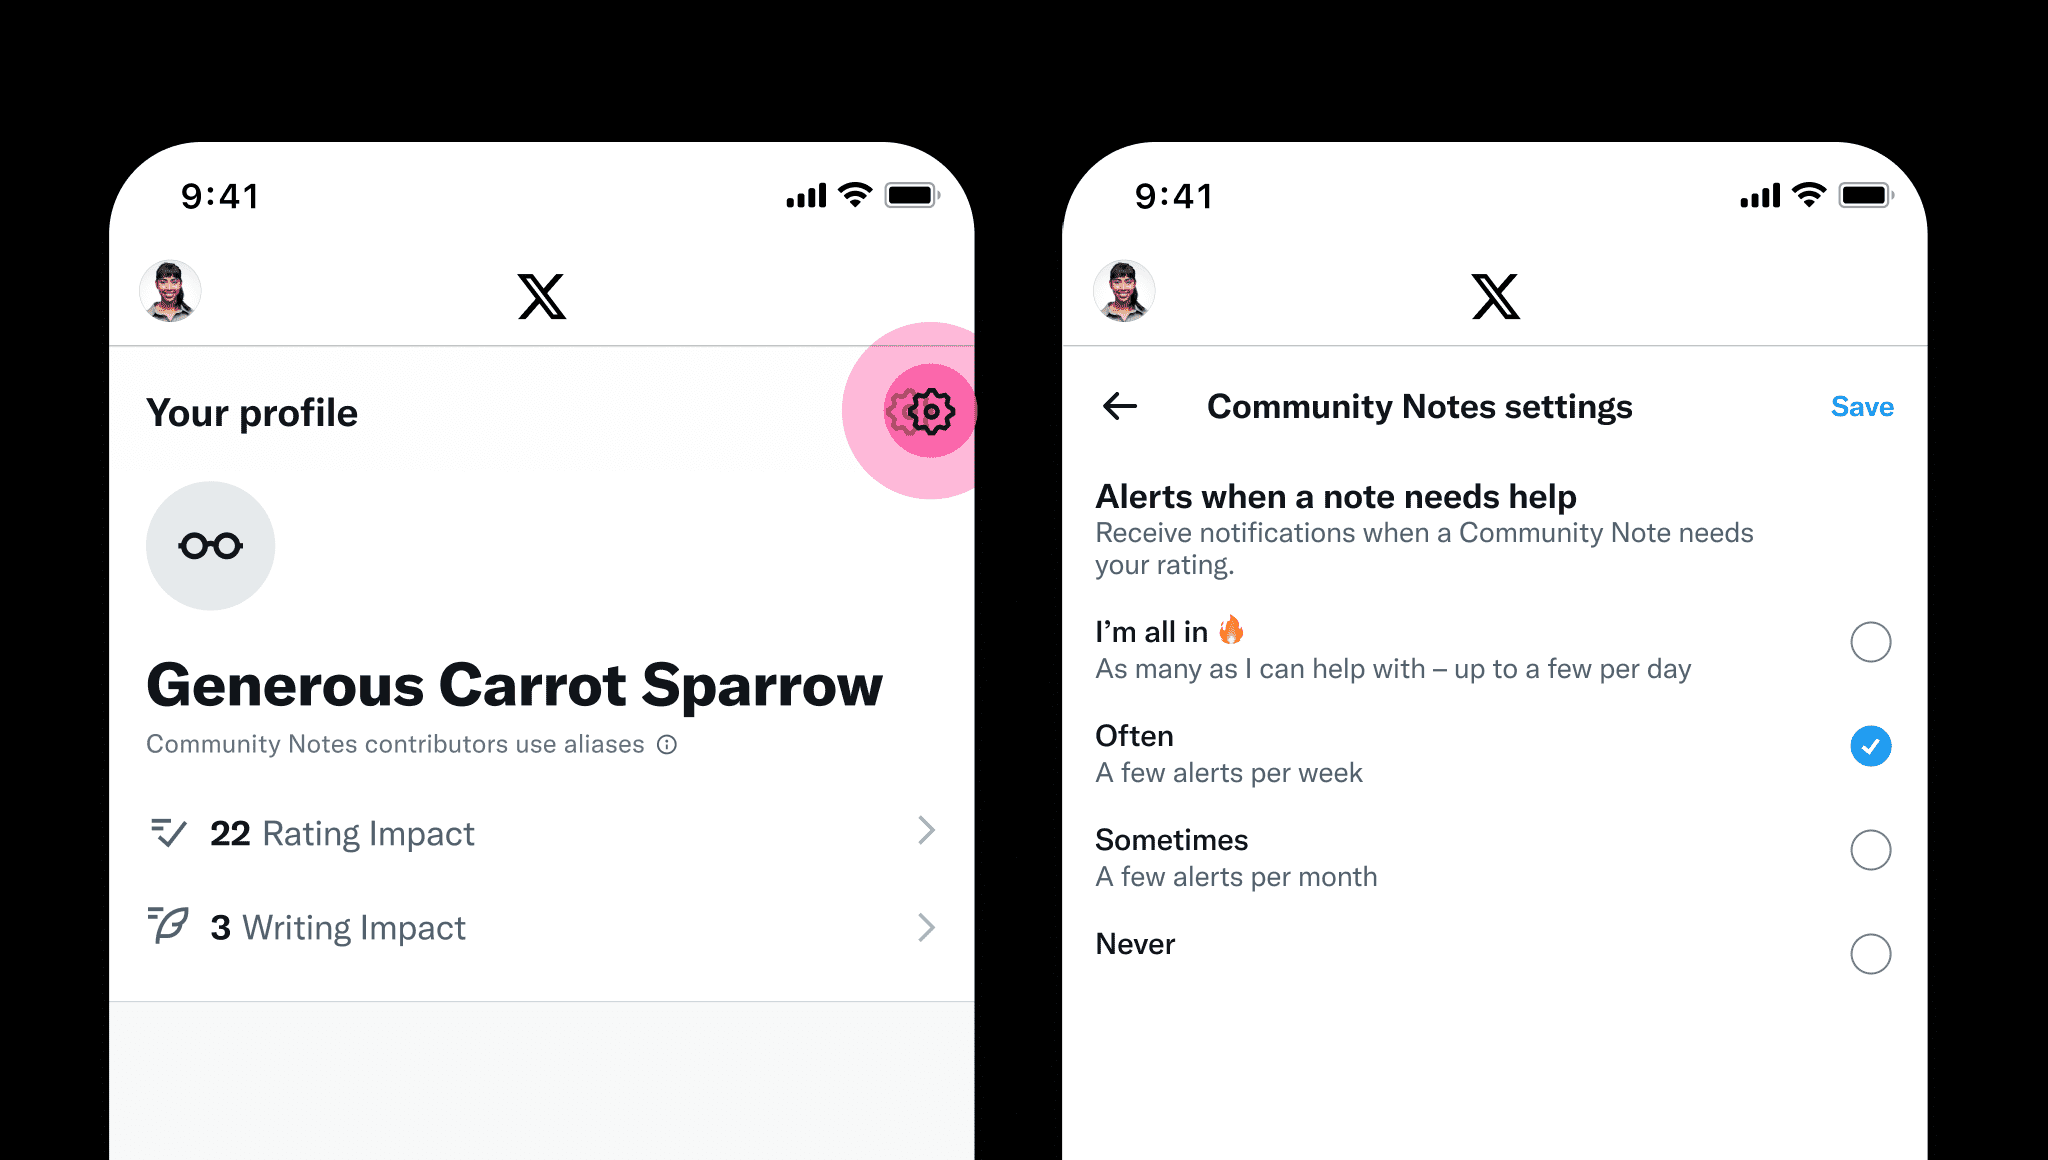 9:41
Your profile
Generous Carrot Sparrow
Community Notes contributors use aliases
22 Rating Impact
3 Writing Impact
9:41
Community Notes settings
Save
Alerts when a note needs help
Receive notifications when a Community Note needs
your rating.
I’m all in 🔥
As many as I can help with – up to a few per day
Often
A few alerts per week
Sometimes
A few alerts per month
Never